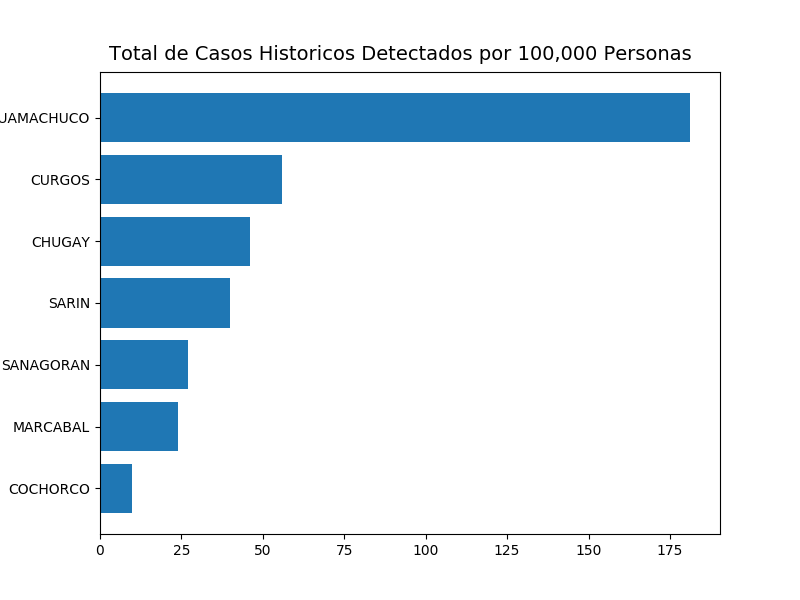 Total de Casos Historicos Detectados por 100,000 Personas
UAMACHUCO
CURGOS
CHUGAY
SARIN
SANAGORAN
MARCABAL
COCHORCO
0 25 50 75 100 125 150 175